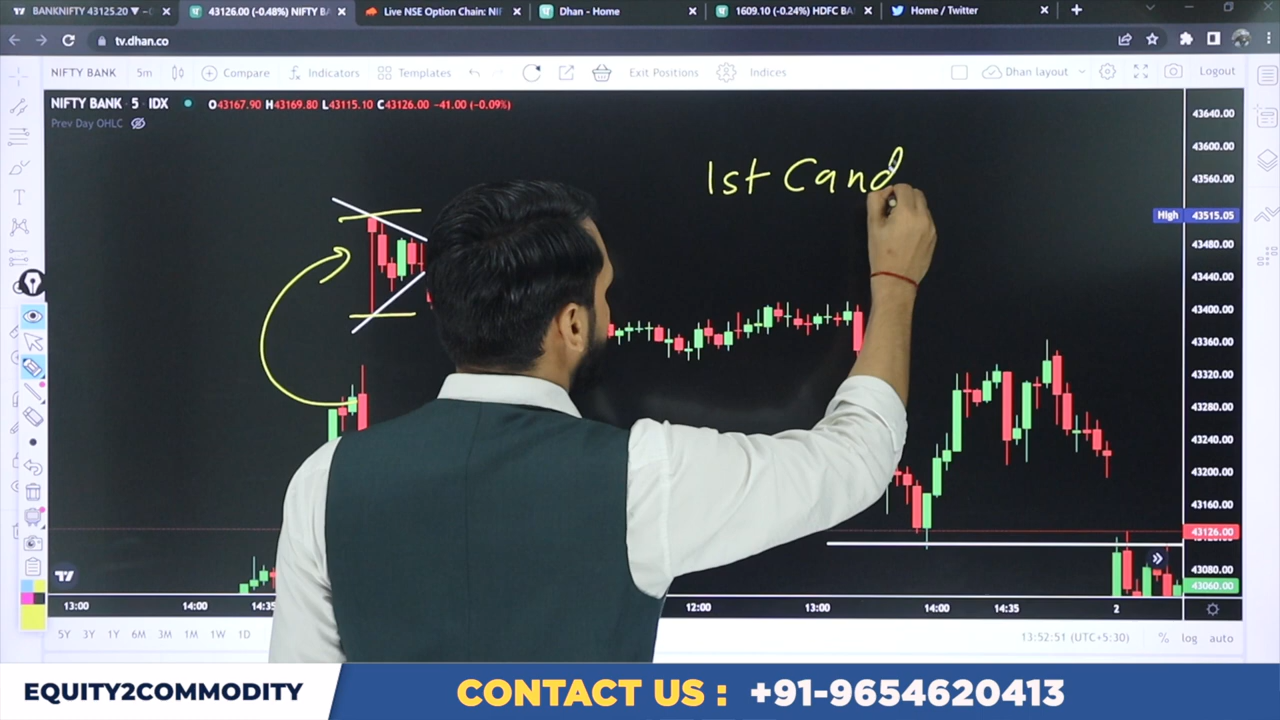 BANKNIFTY 43125.20 ▼ −
43126.00 (-0.48%) NIFTY BA
Live NSE Option Chain: NIF
Dhan - Home
1609.10 (-0.24%) HDFC BA
Home / Twitter
tv.dhan.co
NIFTY BANK 5m Compare Indicators Templates Exit Positions Indices Dhan layout Logout
NIFTY BANK · 5 · IDX O43167.90 H43169.80 L43115.10 C43126.00 −41.00 (−0.09%)
Prev Day OHLC
1st Cand
43640.00
43600.00
43560.00
High 43515.05
43480.00
43440.00
43400.00
43360.00
43320.00
43280.00
43240.00
43200.00
43160.00
43126.00
43080.00
43060.00
13:00 14:00 14:35 12:00 13:00 14:00 14:35 2
5Y 3Y 1Y 6M 3M 1M 1W 1D 13:52:51 (UTC+5:30) % log auto
EQUITY2COMMODITY
CONTACT US : +91-9654620413